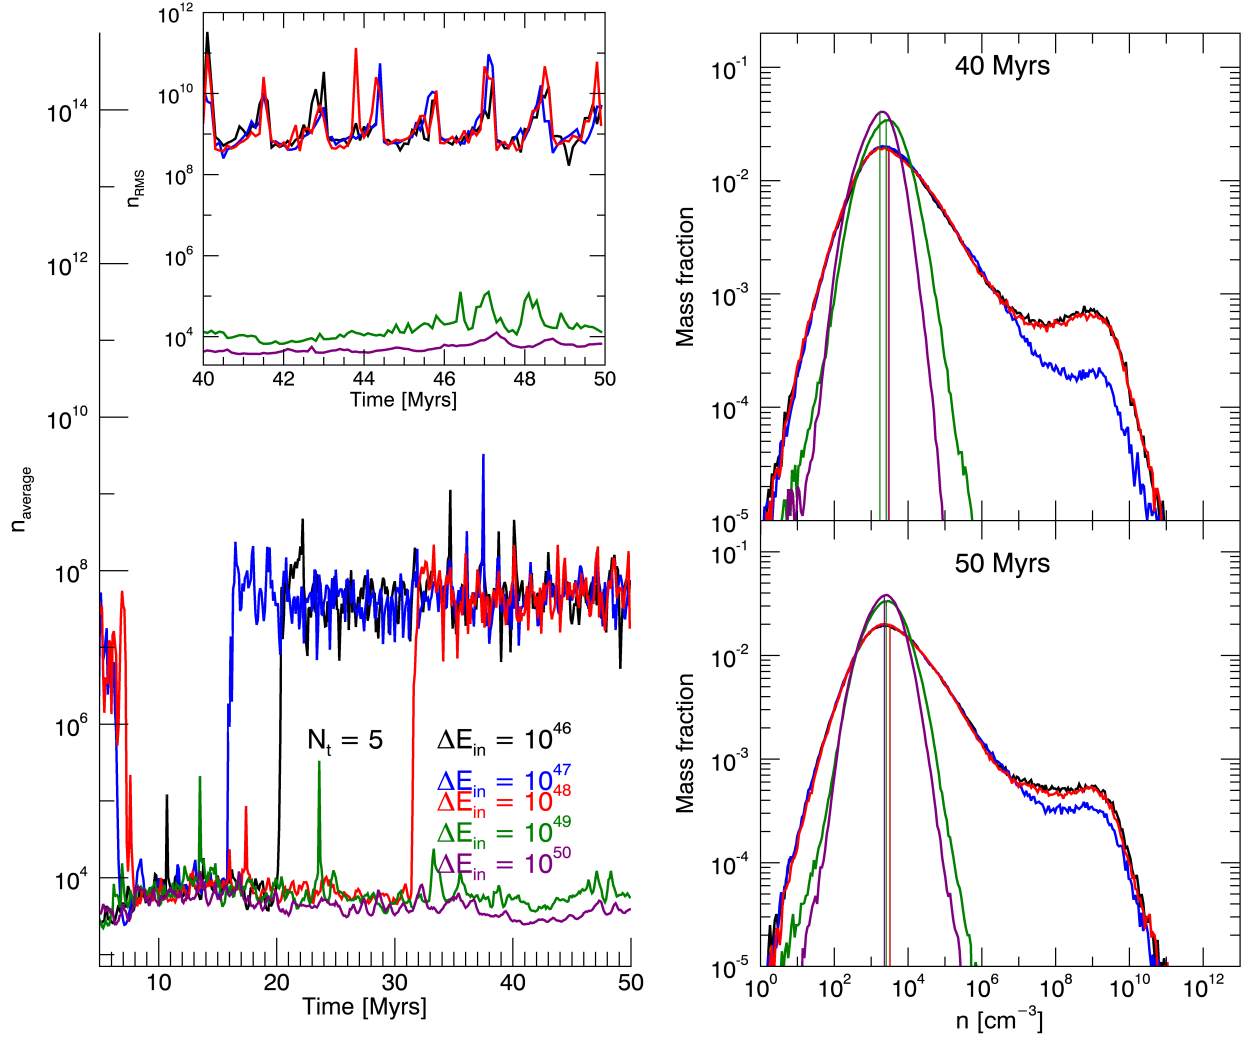 10^12
10^10
10^8
10^6
10^4
n_RMS
40 42 44 46 48 50
Time [Myrs]
10^14
10^12
10^10
10^8
10^6
10^4
n_average
N_t = 5
ΔE_in = 10^46
ΔE_in = 10^47
ΔE_in = 10^48
ΔE_in = 10^49
ΔE_in = 10^50
10 20 30 40 50
Time [Myrs]
40 Myrs
10^-1
10^-2
10^-3
10^-4
10^-5
Mass fraction
50 Myrs
10^-1
10^-2
10^-3
10^-4
10^-5
Mass fraction
10^0 10^2 10^4 10^6 10^8 10^10 10^12
n [cm^−3]